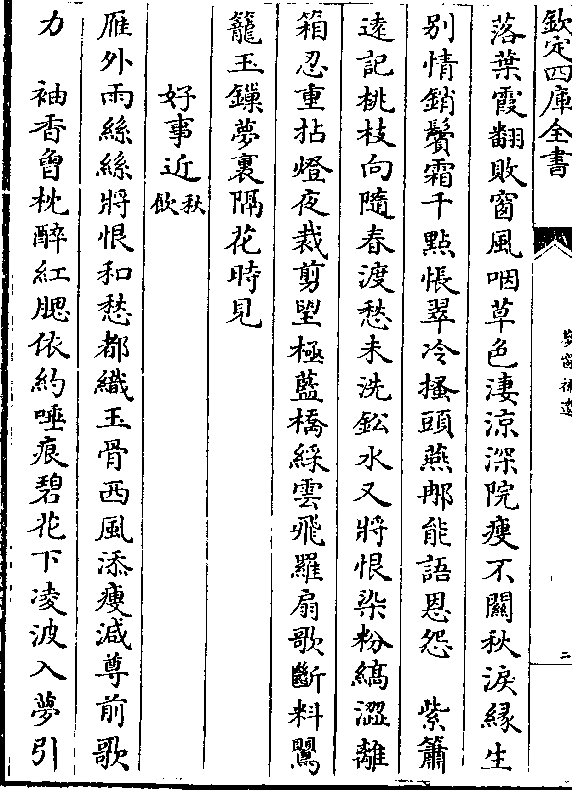 欽定四庫全書
夢窗補遺
二
落葉霞翻敗窗風咽草色淒涼深院瘦不關秋淚緣生
别情銷鬢霜千㸃悵翠冷搔頭燕那能語恩怨　紫簫
逺記桃枝向隨春渡愁未洗鉛水又將恨染粉縞澀離
箱忍重拈燈夜裁剪望極藍橋綵雲飛羅扇歌斷料鸎
籠玉鏁夢裏隔花時見
好事近秋飲
雁外雨絲絲將恨和愁都織玉骨西風添瘦減尊前歌
力　袖香曾枕醉紅腮依約唾痕碧花下凌波入夢引